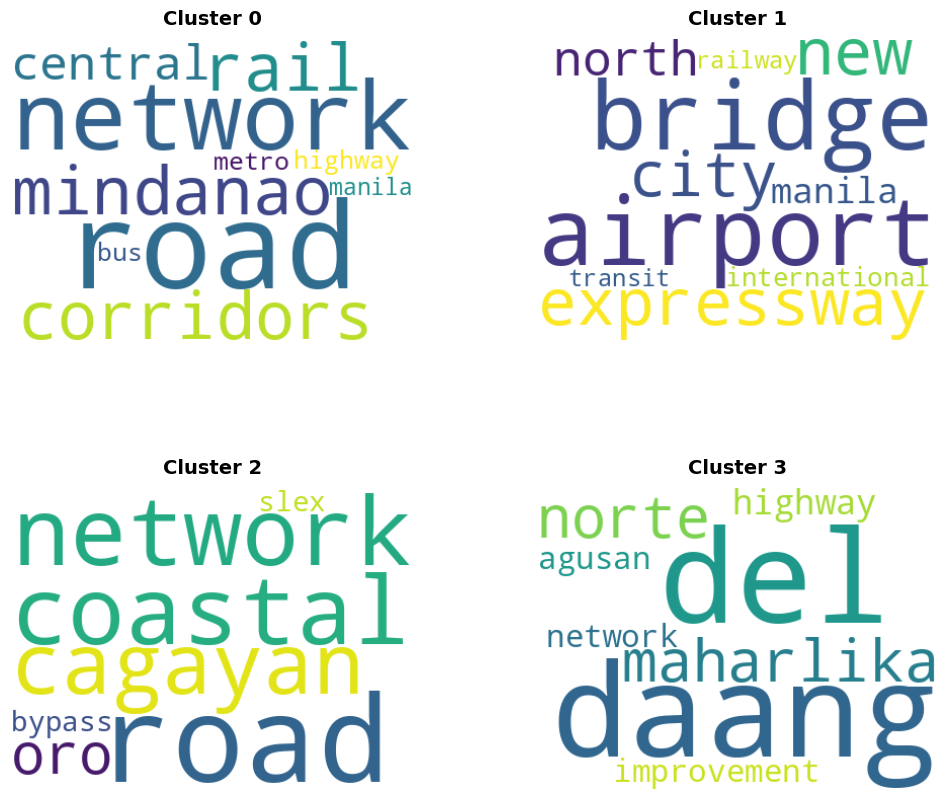 Cluster 0
central rail
network
metro highway
mindanao manila
road
bus
corridors
Cluster 1
north railway new
bridge
city manila
airport
transit international
expressway
Cluster 2
slex
network
coastal
cagayan
bypass road
oro
Cluster 3
norte highway
agusan del
network
maharlika
daang
improvement